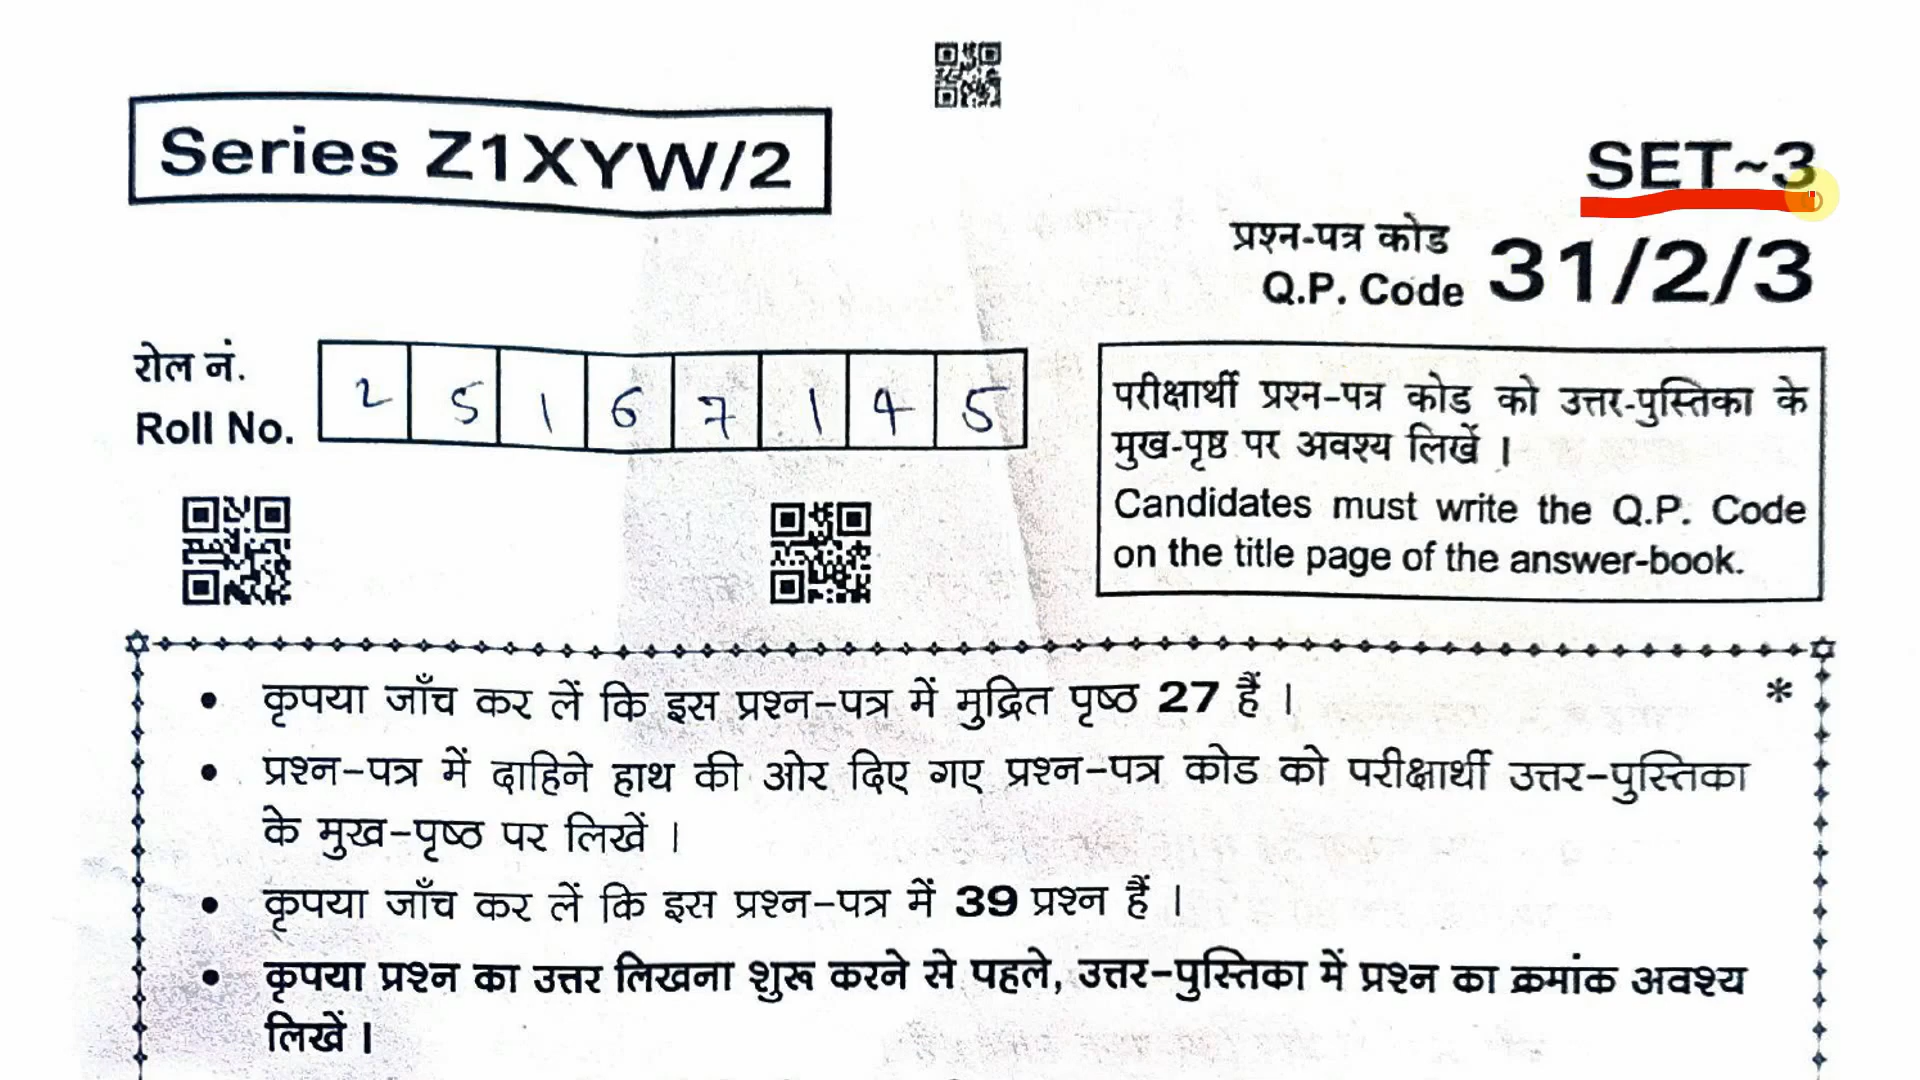 Series Z1XYW/2
SET~3
प्रश्न-पत्र कोड
Q.P. Code 31/2/3
रोल नं.
Roll No. 2 5 1 6 7 1 4 5
परीक्षार्थी प्रश्न-पत्र कोड को उत्तर-पुस्तिका के
मुख-पृष्ठ पर अवश्य लिखें ।
Candidates must write the Q.P. Code
on the title page of the answer-book.
• कृपया जाँच कर लें कि इस प्रश्न-पत्र में मुद्रित पृष्ठ 27 हैं । *
• प्रश्न-पत्र में दाहिने हाथ की ओर दिए गए प्रश्न-पत्र कोड को परीक्षार्थी उत्तर-पुस्तिका
के मुख-पृष्ठ पर लिखें ।
• कृपया जाँच कर लें कि इस प्रश्न-पत्र में 39 प्रश्न हैं ।
• कृपया प्रश्न का उत्तर लिखना शुरू करने से पहले, उत्तर-पुस्तिका में प्रश्न का क्रमांक अवश्य
लिखें ।